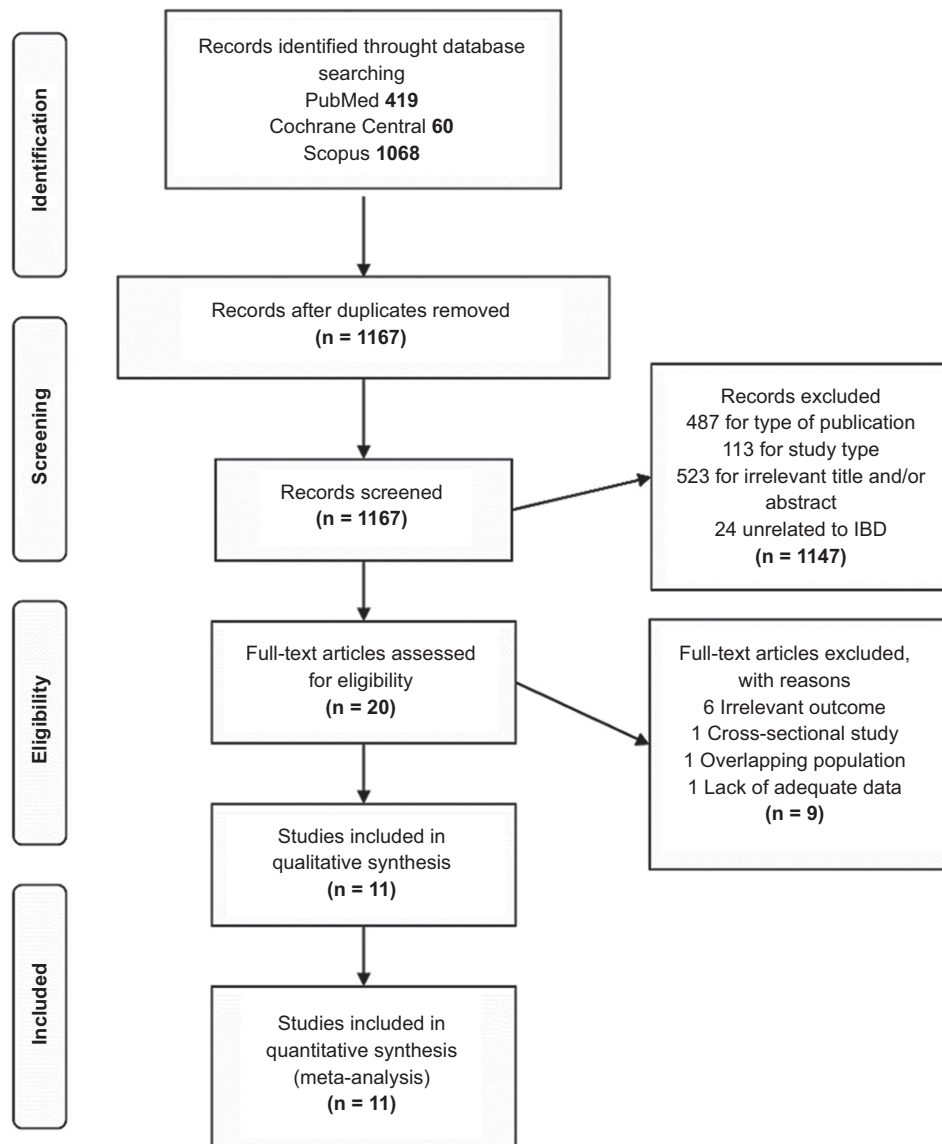 Identification
Records identified throught database
searching
PubMed 419
Cochrane Central 60
Scopus 1068
Records after duplicates removed
(n = 1167)
Screening
Records screened
(n = 1167)
Records excluded
487 for type of publication
113 for study type
523 for irrelevant title and/or
abstract
24 unrelated to IBD
(n = 1147)
Eligibility
Full-text articles assessed
for eligibility
(n = 20)
Full-text articles excluded,
with reasons
6 Irrelevant outcome
1 Cross-sectional study
1 Overlapping population
1 Lack of adequate data
(n = 9)
Studies included in
qualitative synthesis
(n = 11)
Included
Studies included in
quantitative synthesis
(meta-analysis)
(n = 11)